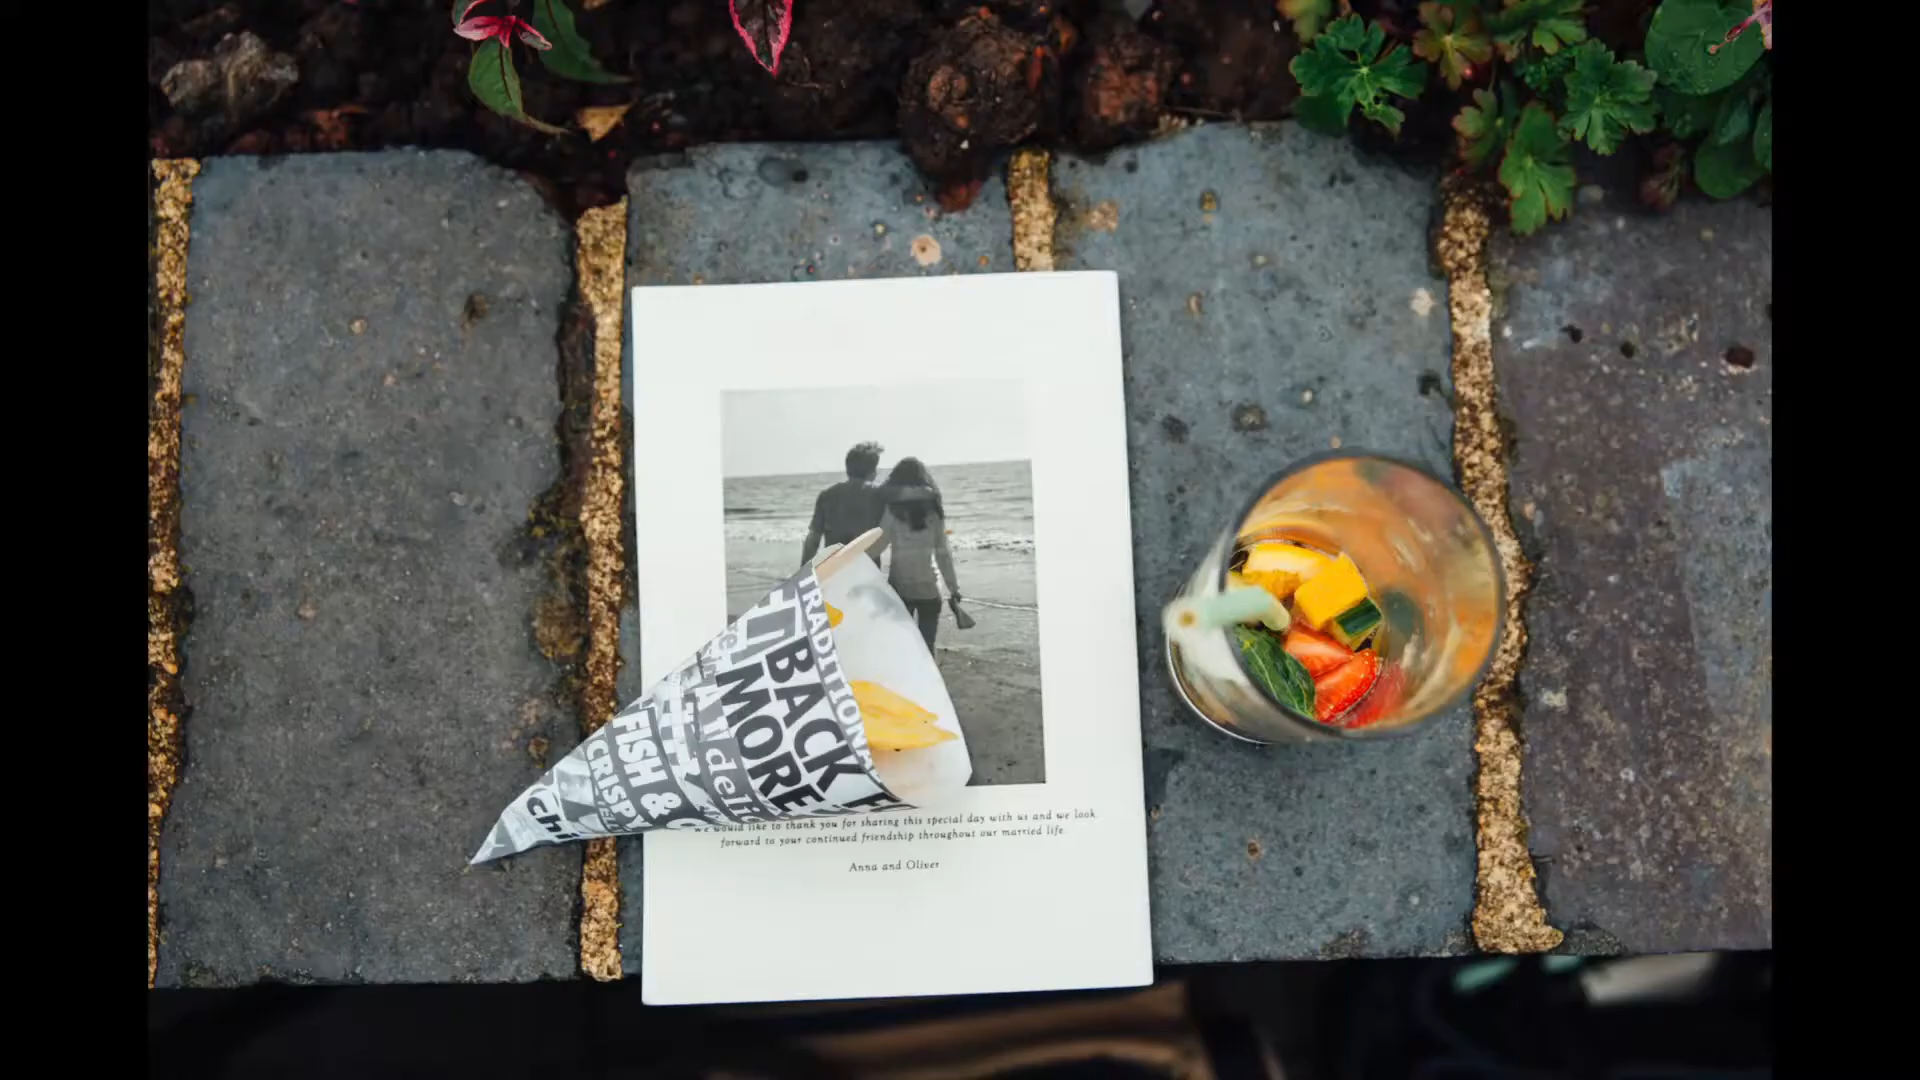 TRADITIONAL
BACK
MORE
FISH &
CRISPY
we would like to thank you for sharing this special day with us and we look
forward to your continued friendship throughout our married life.
Anna and Oliver